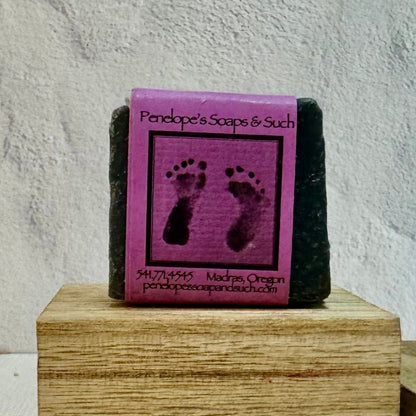 Penelope's Soaps & Such
541.771.4545 Madras, Oregon
penelopessoapandsuch.com